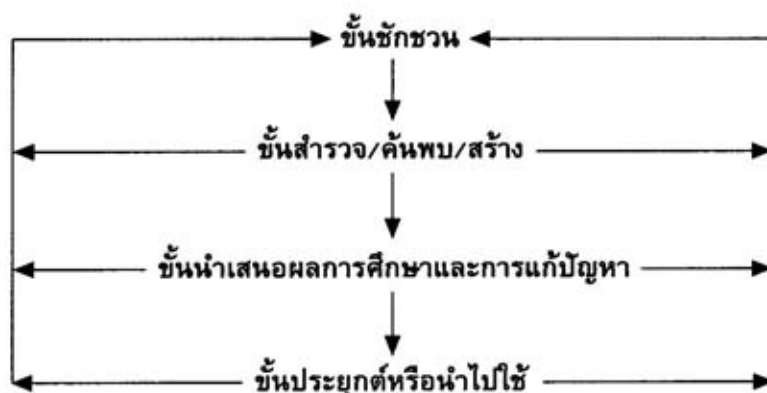 ขั้นชักชวน
ขั้นสำรวจ/ค้นพบ/สร้าง
ขั้นนำเสนอผลการศึกษาและการแก้ปัญหา
ขั้นประยุกต์หรือนำไปใช้